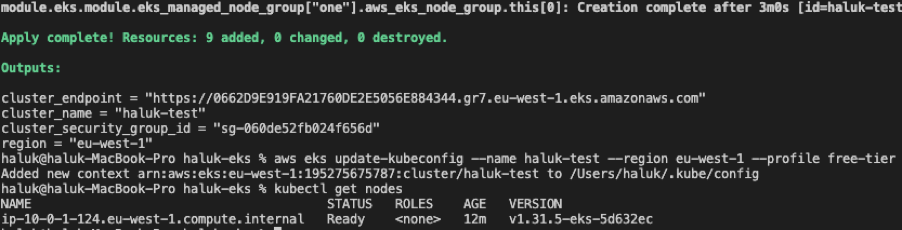 module.eks.module.eks_managed_node_group["one"].aws_eks_node_group.this[0]: Creation complete after 3m0s [id=haluk-test
Apply complete! Resources: 9 added, 0 changed, 0 destroyed.
Outputs:
cluster_endpoint = "https://0662D9E919FA21760DE2E5056E884344.gr7.eu-west-1.eks.amazonaws.com"
cluster_name = "haluk-test"
cluster_security_group_id = "sg-060de52fb024f656d"
region = "eu-west-1"
haluk@haluk-MacBook-Pro haluk-eks % aws eks update-kubeconfig --name haluk-test --region eu-west-1 --profile free-tier
Added new context arn:aws:eks:eu-west-1:195275675787:cluster/haluk-test to /Users/haluk/.kube/config
haluk@haluk-MacBook-Pro haluk-eks % kubectl get nodes
NAME STATUS ROLES AGE VERSION
ip-10-0-1-124.eu-west-1.compute.internal Ready <none> 12m v1.31.5-eks-5d632ec